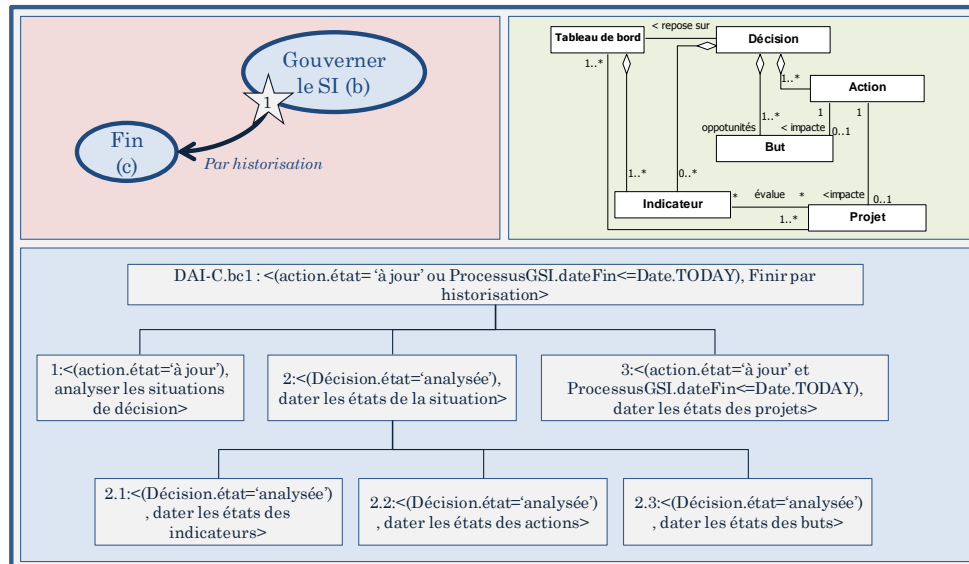 Gouverner
le SI (b)
1
Fin
(c)
Par historisation
< repose sur
Tableau de bord
Décision
1..*
1..*
Action
1
1
1..*
oppotunités
< impacte
0..1
But
1..*
0..*
Indicateur
*
évalue
*
<impacte
0..1
1..*
Projet
DAI-C.bc1 : <(action.état= ‘à jour’ ou ProcessusGSI.dateFin<=Date.TODAY), Finir par
historisation>
1:<(action.état=‘à jour’),
analyser les situations
de décision>
2:<(Décision.état=‘analysée’),
dater les états de la situation>
3:<(action.état=‘à jour’ et
ProcessusGSI.dateFin<=Date.TODAY),
dater les états des projets>
2.1:<(Décision.état=‘analysée’)
, dater les états des
indicateurs>
2.2:<(Décision.état=‘analysée’)
, dater les états des actions>
2.3:<(Décision.état=‘analysée’)
, dater les états des buts>